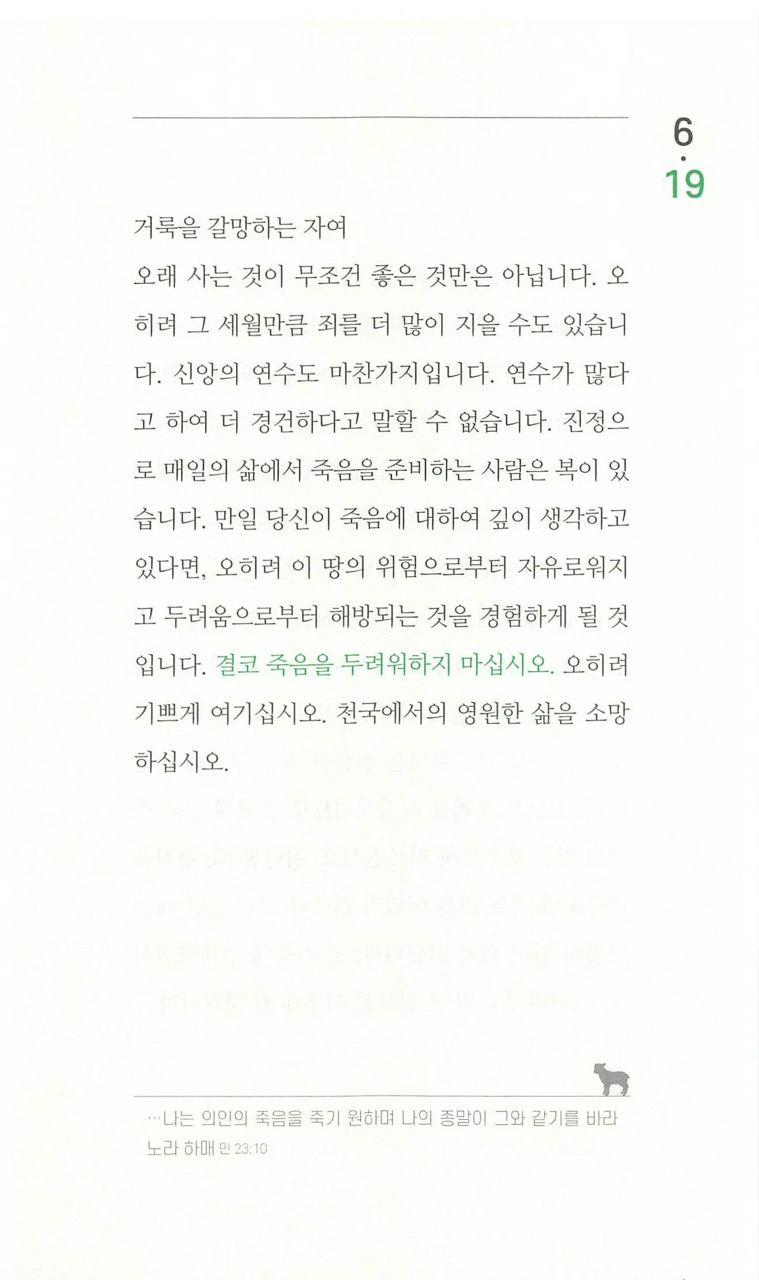 6
·
19
거룩을 갈망하는 자여
오래 사는 것이 무조건 좋은 것만은 아닙니다. 오
히려 그 세월만큼 죄를 더 많이 지을 수도 있습니
다. 신앙의 연수도 마찬가지입니다. 연수가 많다
고 하여 더 경건하다고 말할 수 없습니다. 진정으
로 매일의 삶에서 죽음을 준비하는 사람은 복이 있
습니다. 만일 당신이 죽음에 대하여 깊이 생각하고
있다면, 오히려 이 땅의 위험으로부터 자유로워지
고 두려움으로부터 해방되는 것을 경험하게 될 것
입니다. 결코 죽음을 두려워하지 마십시오. 오히려
기쁘게 여기십시오. 천국에서의 영원한 삶을 소망
하십시오.
…나는 의인의 죽음을 죽기 원하며 나의 종말이 그와 같기를 바라
노라 하매 민 23:10